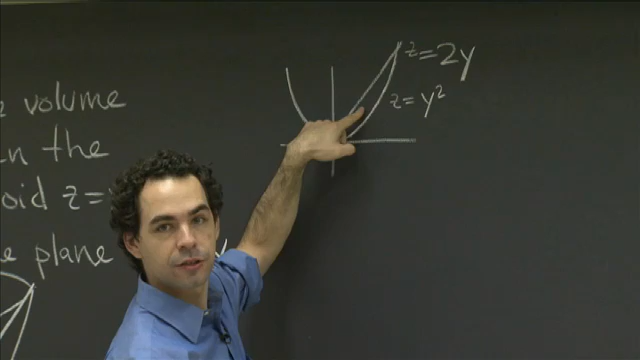 volume
the
oid z=
plane
z=2y
z=y²